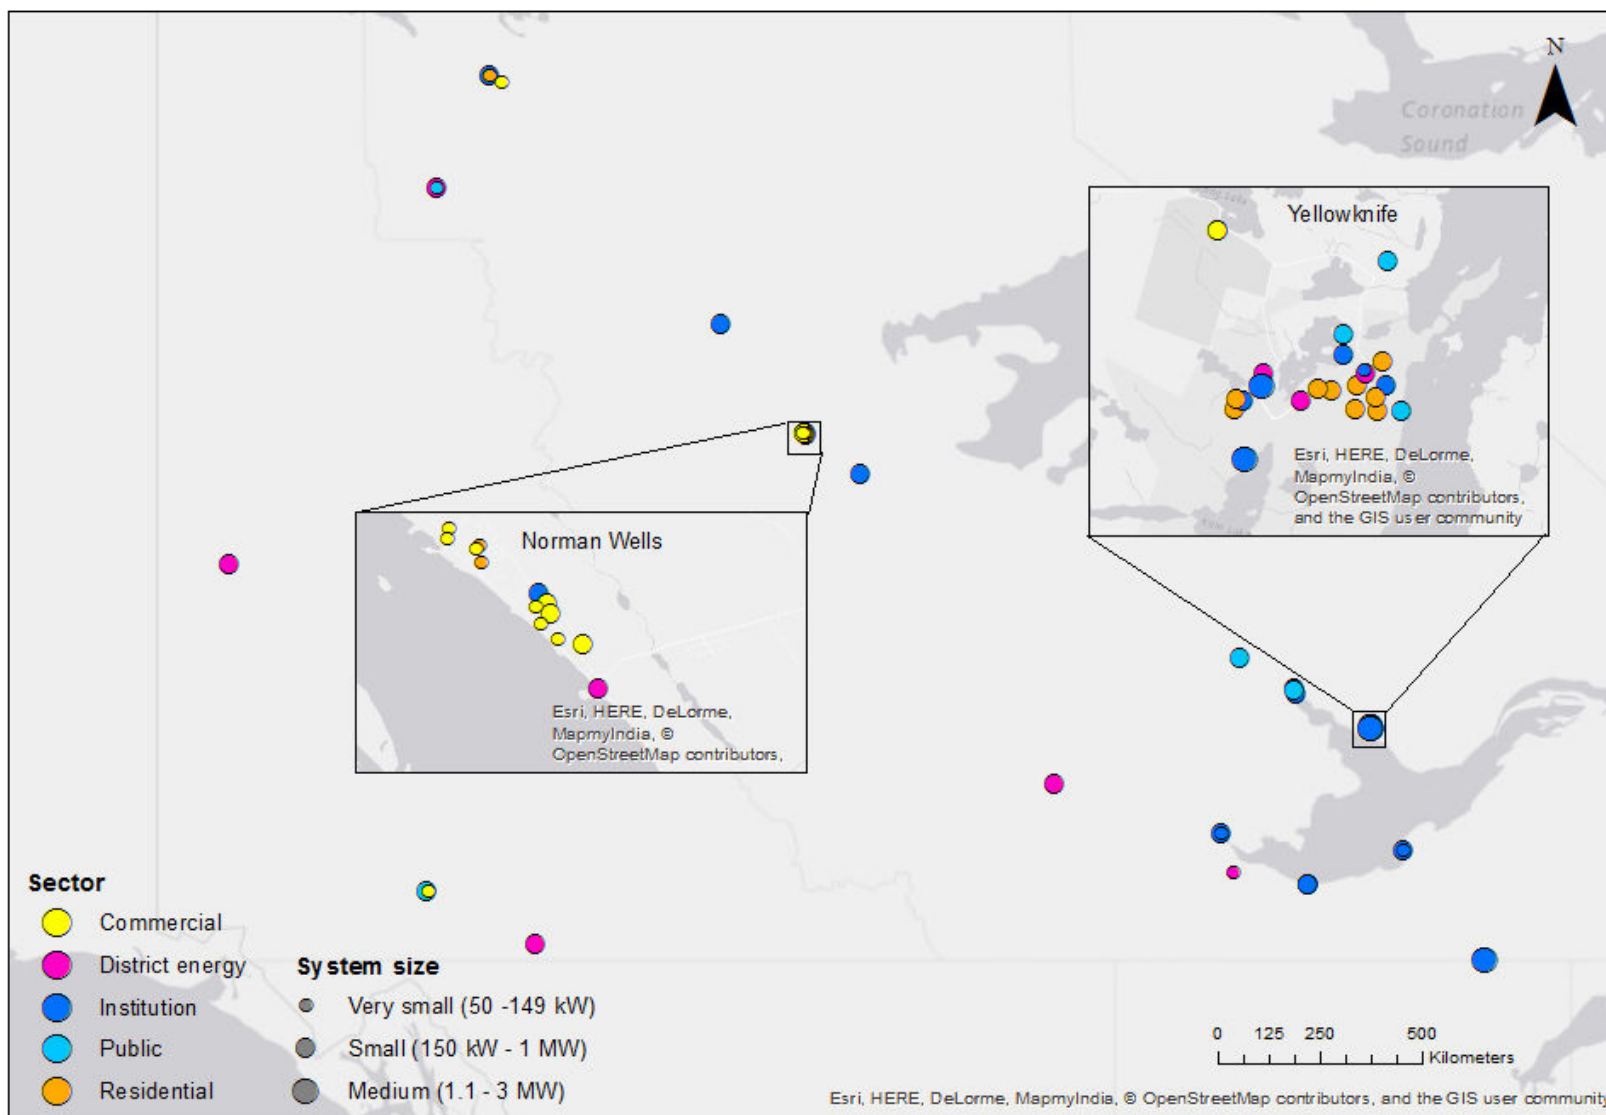 N
Coronation
Sound
Yellowknife
Esri, HERE, DeLorme,
MapmyIndia, ©
OpenStreetMap contributors,
and the GIS user community
Norman Wells
Esri, HERE, DeLorme,
MapmyIndia, ©
OpenStreetMap contributors,
Sector
Commercial
District energy
Institution
Public
Residential
System size
Very small (50 -149 kW)
Small (150 kW - 1 MW)
Medium (1.1 - 3 MW)
0 125 250 500
Kilometers
Esri, HERE, DeLorme, MapmyIndia, © OpenStreetMap contributors, and the GIS user community